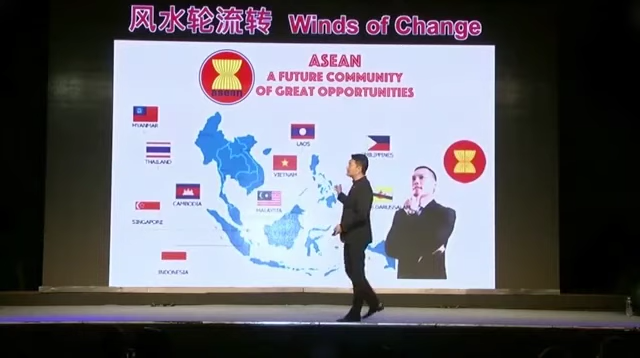 风水轮流转 Winds of Change
ASEAN
A FUTURE COMMUNITY
OF GREAT OPPORTUNITIES
asean
MYANMAR
LAOS
THAILAND
PHILIPPINES
VIETNAM
CAMBODIA
MALAYSIA
SINGAPORE
INDONESIA